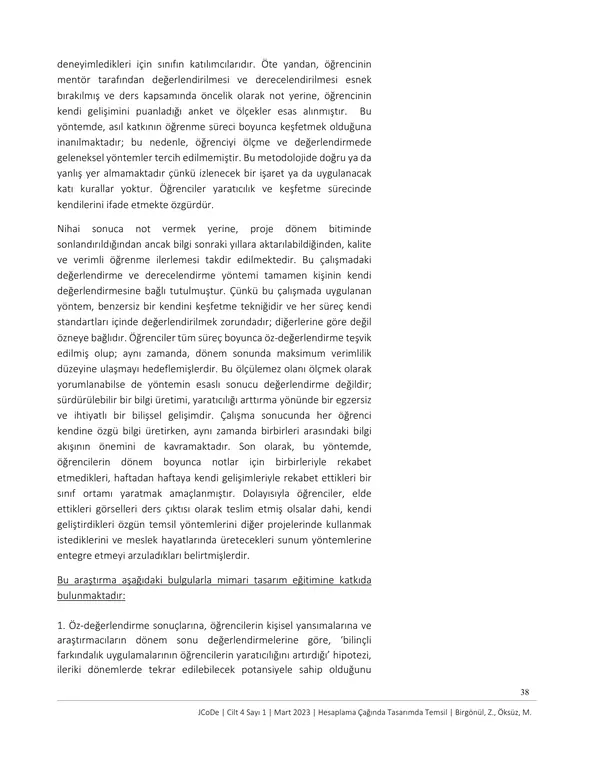 deneyimledikleri için sınıfın katılımcılarıdır. Öte yandan, öğrencinin
mentör tarafından değerlendirilmesi ve derecelendirilmesi esnek
bırakılmış ve ders kapsamında öncelik olarak not yerine, öğrencinin
kendi gelişimini puanladığı anket ve ölçekler esas alınmıştır. Bu
yöntemde, asıl katkının öğrenme süreci boyunca keşfetmek olduğuna
inanılmaktadır; bu nedenle, öğrenciyi ölçme ve değerlendirmede
geleneksel yöntemler tercih edilmemiştir. Bu metodolojide doğru ya da
yanlış yer almamaktadır çünkü izlenecek bir işaret ya da uygulanacak
katı kurallar yoktur. Öğrenciler yaratıcılık ve keşfetme sürecinde
kendilerini ifade etmekte özgürdür.
Nihai sonuca not vermek yerine, proje dönem bitiminde
sonlandırıldığından ancak bilgi sonraki yıllara aktarılabildiğinden, kalite
ve verimli öğrenme ilerlemesi takdir edilmektedir. Bu çalışmadaki
değerlendirme ve derecelendirme yöntemi tamamen kişinin kendi
değerlendirmesine bağlı tutulmuştur. Çünkü bu çalışmada uygulanan
yöntem, benzersiz bir kendini keşfetme tekniğidir ve her süreç kendi
standartları içinde değerlendirilmek zorundadır; diğerlerine göre değil
özneye bağlıdır. Öğrenciler tüm süreç boyunca öz-değerlendirme teşvik
edilmiş olup; aynı zamanda, dönem sonunda maksimum verimlilik
düzeyine ulaşmayı hedeflemişlerdir. Bu ölçülemez olanı ölçmek olarak
yorumlanabilse de yöntemin esaslı sonucu değerlendirme değildir;
sürdürülebilir bir bilgi üretimi, yaratıcılığı arttırma yönünde bir egzersiz
ve ihtiyatlı bir bilişsel gelişimdir. Çalışma sonucunda her öğrenci
kendine özgü bilgi üretirken, aynı zamanda birbirleri arasındaki bilgi
akışının önemini de kavramaktadır. Son olarak, bu yöntemde,
öğrencilerin dönem boyunca notlar için birbirleriyle rekabet
etmedikleri, haftadan haftaya kendi gelişimleriyle rekabet ettikleri bir
sınıf ortamı yaratmak amaçlanmıştır. Dolayısıyla öğrenciler, elde
ettikleri görselleri ders çıktısı olarak teslim etmiş olsalar dahi, kendi
geliştirdikleri özgün temsil yöntemlerini diğer projelerinde kullanmak
istediklerini ve meslek hayatlarında üretecekleri sunum yöntemlerine
entegre etmeyi arzuladıkları belirtmişlerdir.
Bu araştırma aşağıdaki bulgularla mimari tasarım eğitimine katkıda
bulunmaktadır:
1. Öz-değerlendirme sonuçlarına, öğrencilerin kişisel yansımalarına ve
araştırmacıların dönem sonu değerlendirmelerine göre, ‘bilinçli
farkındalık uygulamalarının öğrencilerin yaratıcılığını artırdığı’ hipotezi,
ileriki dönemlerde tekrar edilebilecek potansiyele sahip olduğunu
38
JCoDe | Cilt 4 Sayı 1 | Mart 2023 | Hesaplama Çağında Tasarımda Temsil | Birgönül, Z., Öksüz, M.